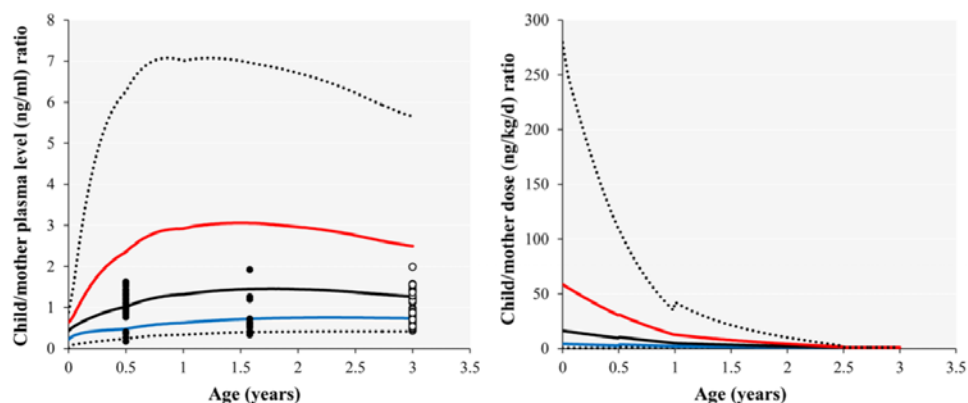 Child/mother plasma level (ng/ml) ratio
8
7
6
5
4
3
2
1
0
0 0.5 1 1.5 2 2.5 3 3.5
Age (years)
Child/mother dose (ng/kg/d) ratio
300
250
200
150
100
50
0
0 0.5 1 1.5 2 2.5 3 3.5
Age (years)